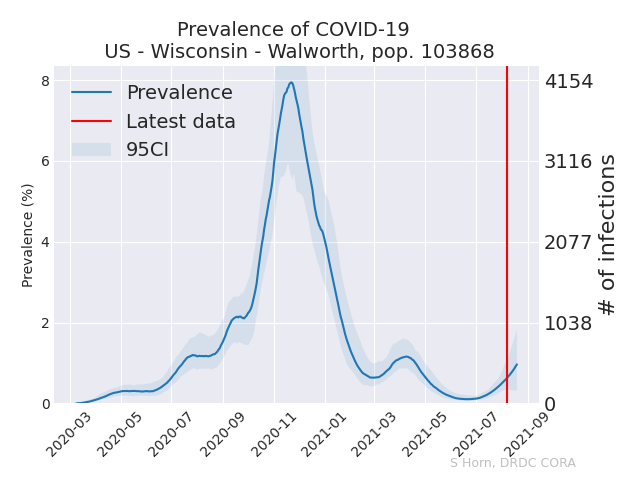 Prevalence of COVID-19
US - Wisconsin - Walworth, pop. 103868
Prevalence
Latest data
95CI
Prevalence (%)
8
6
4
2
0
4154
3116
2077
1038
0
# of infections
2020-03
2020-05
2020-07
2020-09
2020-11
2021-01
2021-03
2021-05
2021-07
2021-09
S Horn, DRDC CORA